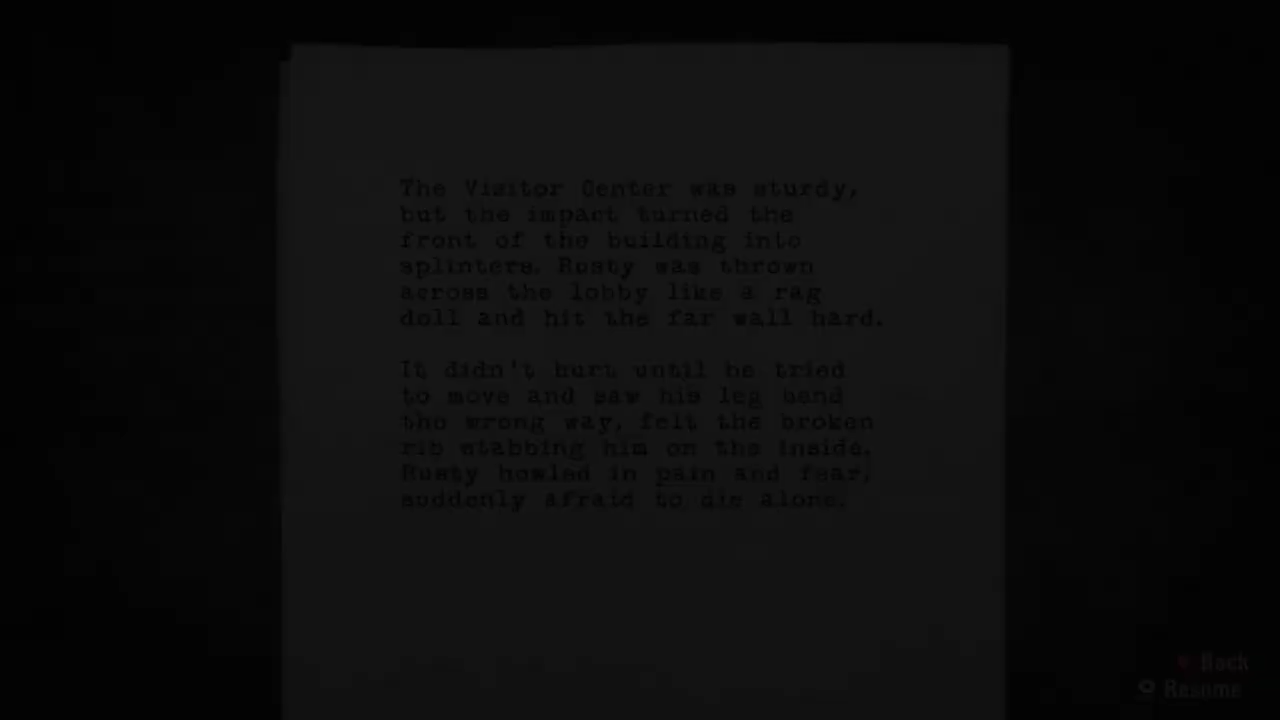 The Visitor Center was sturdy,
but the impact turned the
front of the building into
splinters. Rusty was thrown
across the lobby like a rag
doll and hit the far wall hard.
It didn't hurt until he tried
to move and saw his leg bend
the wrong way, felt the broken
rib stabbing him on the inside.
Rusty howled in pain and fear,
suddenly afraid to die alone.
Back
Resume